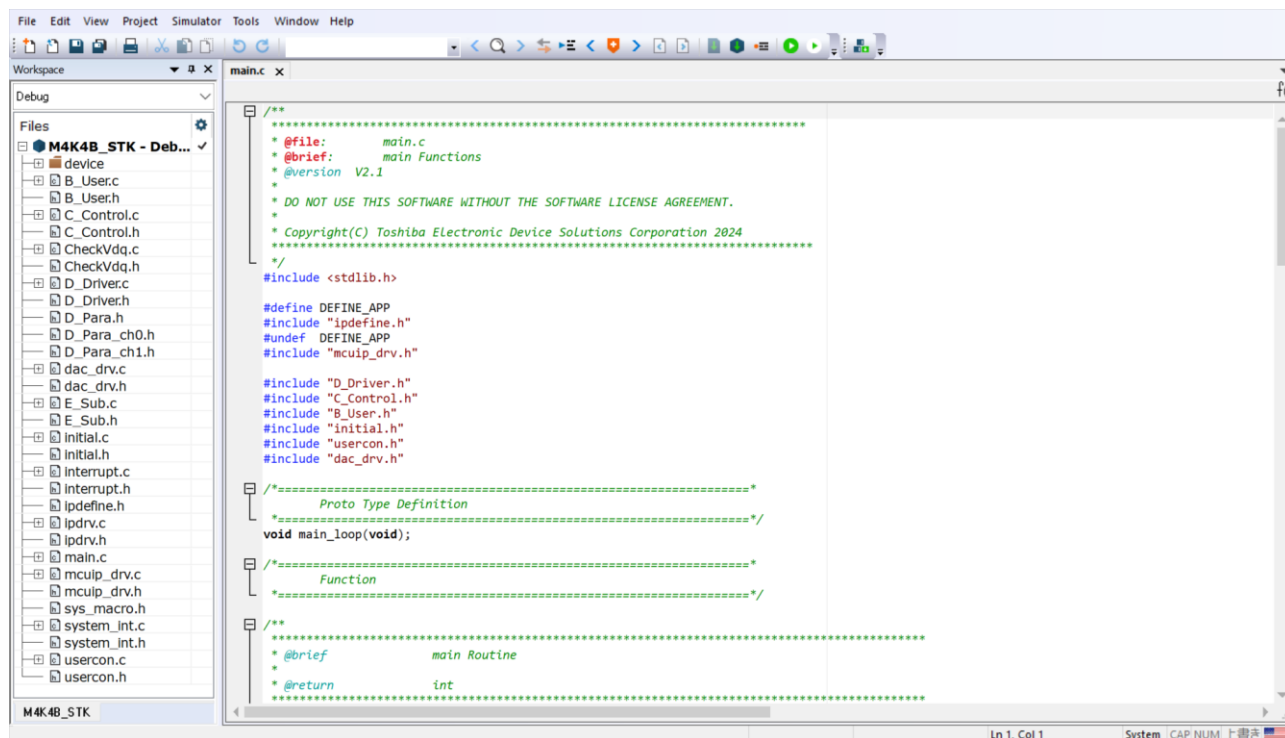 File Edit View Project Simulator Tools Window Help
Workspace
main.c
Debug
Files
M4K4B_STK - Deb...
device
B_User.c
B_User.h
C_Control.c
C_Control.h
CheckVdq.c
CheckVdq.h
D_Driver.c
D_Driver.h
D_Para.h
D_Para_ch0.h
D_Para_ch1.h
dac_drv.c
dac_drv.h
E_Sub.c
E_Sub.h
initial.c
initial.h
interrupt.c
interrupt.h
ipdefine.h
ipdrv.c
ipdrv.h
main.c
mcuip_drv.c
mcuip_drv.h
sys_macro.h
system_int.c
system_int.h
usercon.c
usercon.h
M4K4B_STK
/**
*****************************************************************************
* @file: main.c
* @brief: main Functions
* @version V2.1
*
* DO NOT USE THIS SOFTWARE WITHOUT THE SOFTWARE LICENSE AGREEMENT.
*
* Copyright(C) Toshiba Electronic Device Solutions Corporation 2024
******************************************************************************
*/
#include <stdlib.h>
#define DEFINE_APP
#include "ipdefine.h"
#undef DEFINE_APP
#include "mcuip_drv.h"
#include "D_Driver.h"
#include "C_Control.h"
#include "B_User.h"
#include "initial.h"
#include "usercon.h"
#include "dac_drv.h"
/*===================================================================*
Proto Type Definition
*===================================================================*/
void main_loop(void);
/*===================================================================*
Function
*===================================================================*/
/**
*********************************************************************************************
* @brief main Routine
*
* @return int
*********************************************************************************************
Ln 1, Col 1 System CAP NUM 上書き